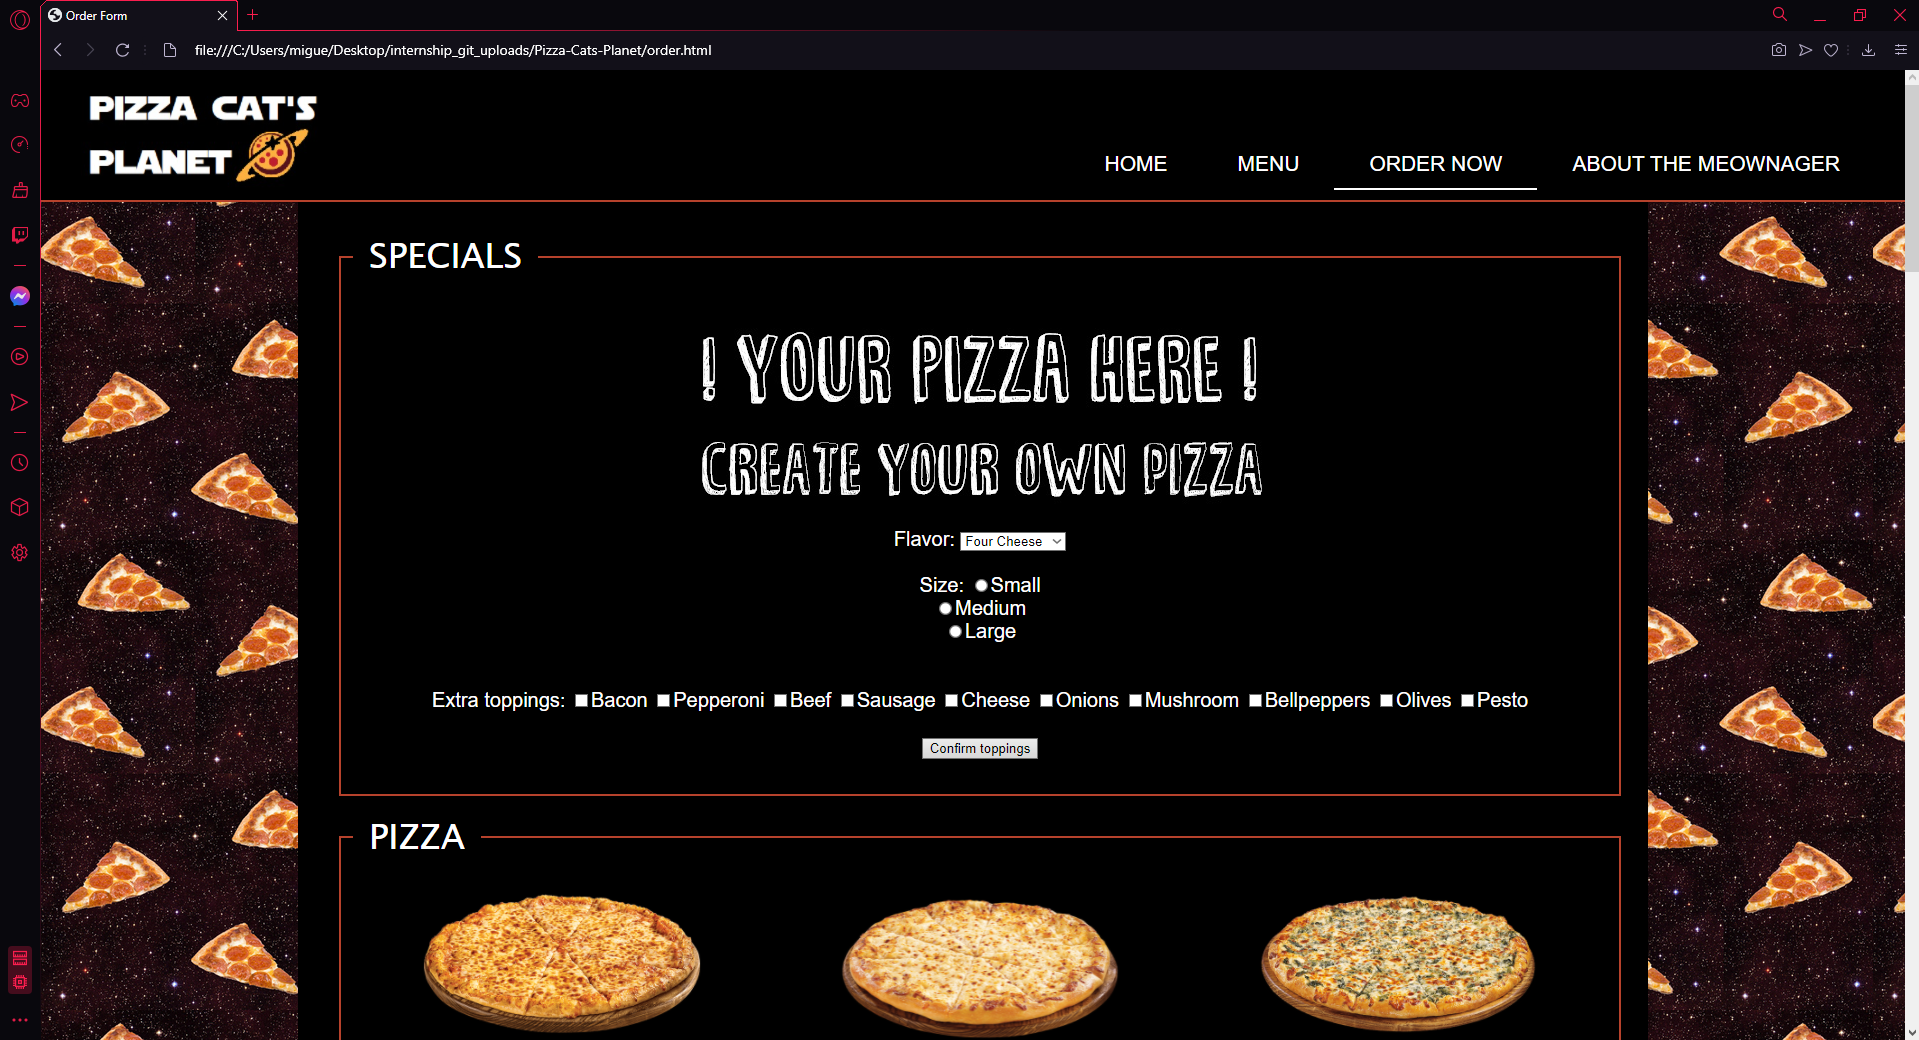 Order Form
file:///C:/Users/migue/Desktop/internship_git_uploads/Pizza-Cats-Planet/order.html
PIZZA CAT'S
PLANET
HOME MENU ORDER NOW ABOUT THE MEOWNAGER
SPECIALS
! YOUR PIZZA HERE !
CREATE YOUR OWN PIZZA
Flavor: Four Cheese
Size: Small
Medium
Large
Extra toppings: Bacon Pepperoni Beef Sausage Cheese Onions Mushroom Bellpeppers Olives Pesto
Confirm toppings
PIZZA